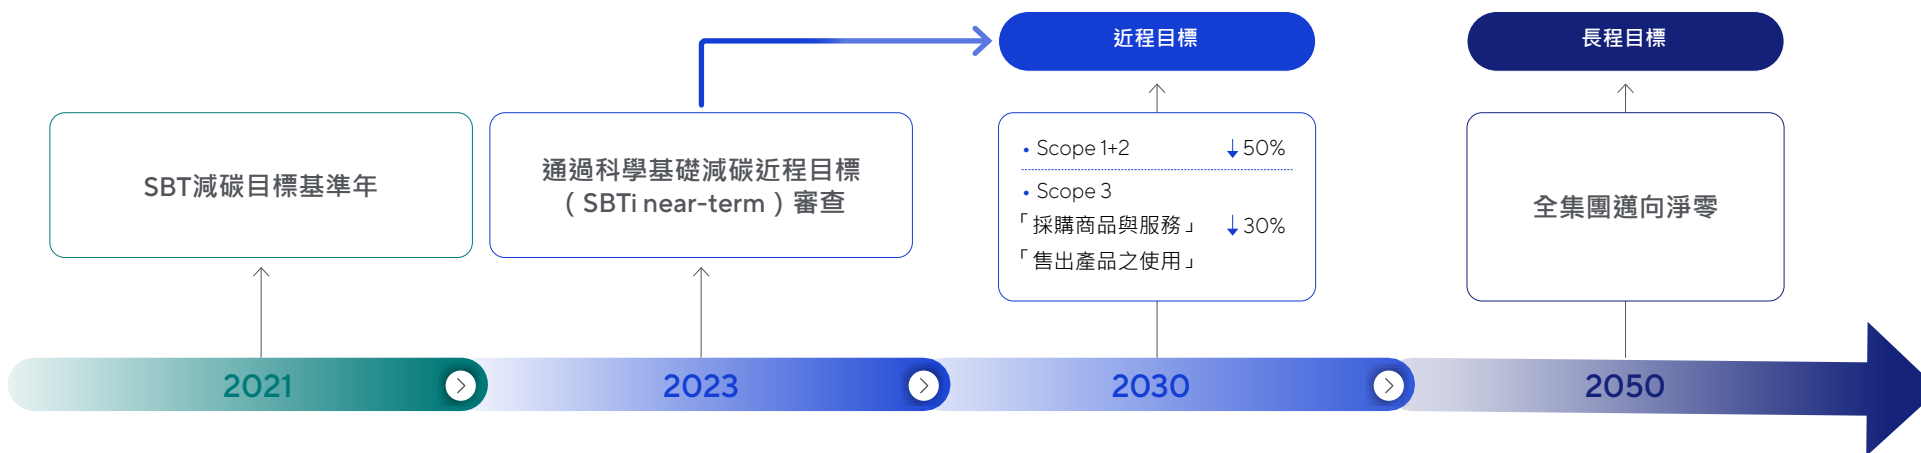 近程目標
長程目標
SBT減碳目標基準年
通過科學基礎減碳近程目標
（SBTi near-term）審查
• Scope 1+2 ↓50%
• Scope 3
「採購商品與服務」 ↓30%
「售出產品之使用」
全集團邁向淨零
2021
2023
2030
2050